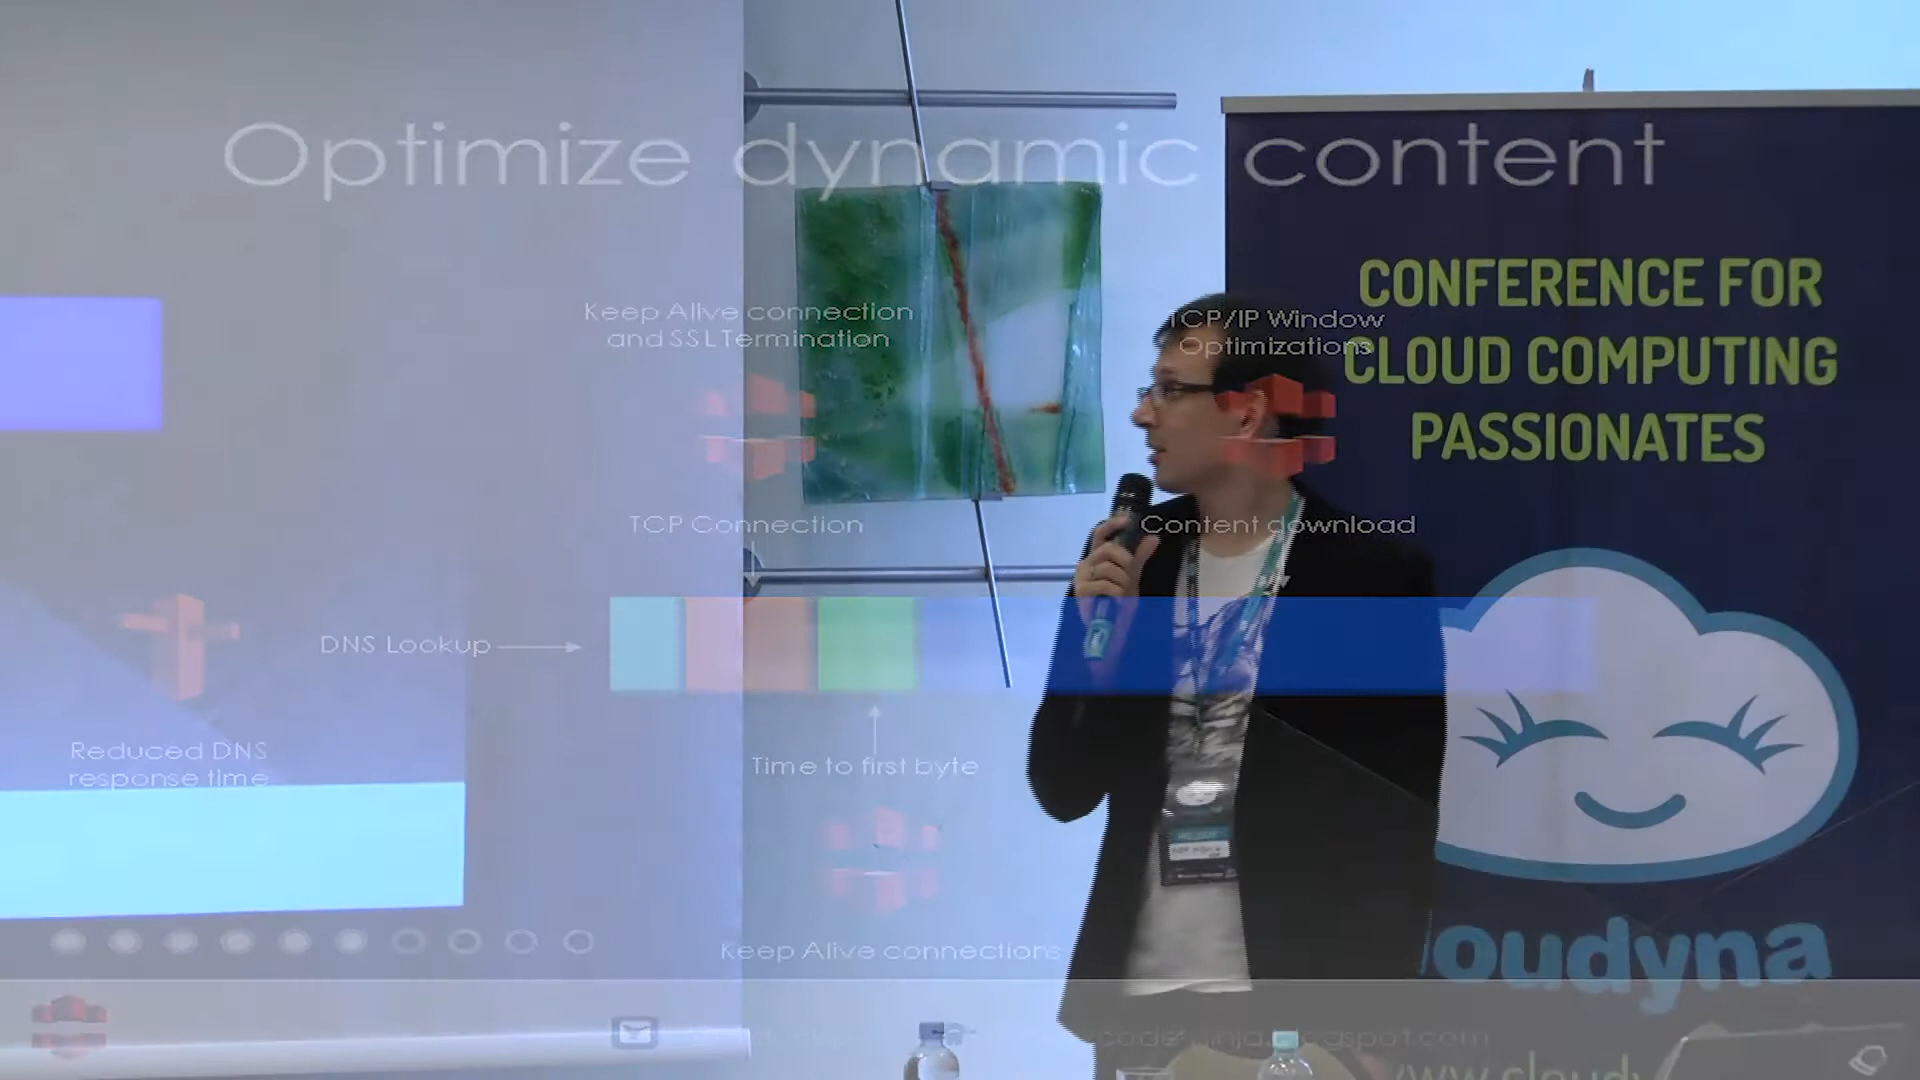 Optimize dynamic content
CONFERENCE FOR
CLOUD COMPUTING
PASSIONATES
Keep Alive connection
and SSL Termination
TCP/IP Window
Optimizations
TCP Connection
Content download
DNS Lookup
Reduced DNS
response time
Time to first byte
Keep Alive connections
oudyna